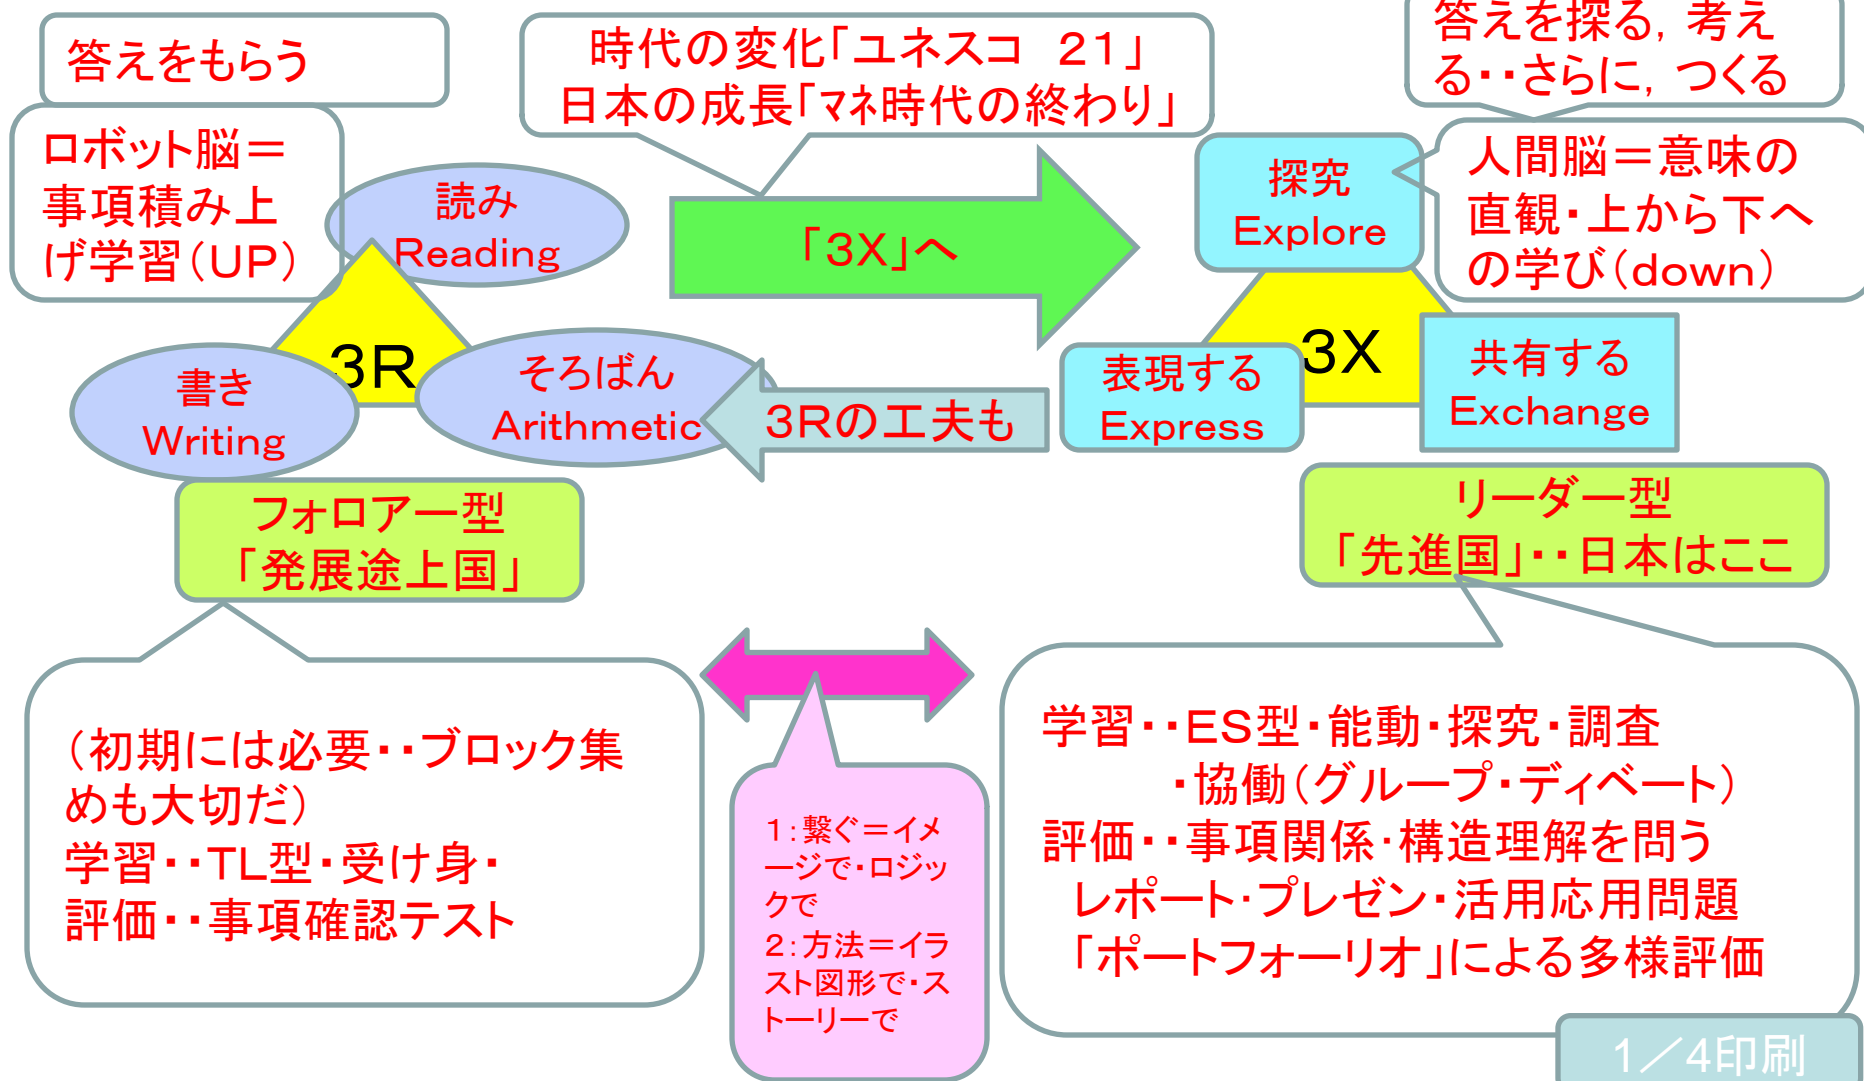 答えをもらう
時代の変化「ユネスコ　21」
日本の成長「マネ時代の終わり」
答えを探る，考え
る・・さらに，つくる
ロボット脳＝
事項積み上
げ学習（UP）
読み
Reading
「3X」へ
探究
Explore
人間脳＝意味の
直観・上から下へ
の学び（down）
3R
書き
Writing
そろばん
Arithmetic
3Rの工夫も
3X
表現する
Express
共有する
Exchange
フォロアー型
「発展途上国」
リーダー型
「先進国」・・日本はここ
（初期には必要・・ブロック集
めも大切だ）
学習・・TL型・受け身・
評価・・事項確認テスト
1：繋ぐ＝イメ
ージで・ロジッ
クで
2：方法＝イラ
スト図形で・ス
トーリーで
学習・・ES型・能動・探究・調査
・協働（グループ・ディベート）
評価・・事項関係・構造理解を問う
レポート・プレゼン・活用応用問題
「ポートフォーリオ」による多様評価
1／4印刷